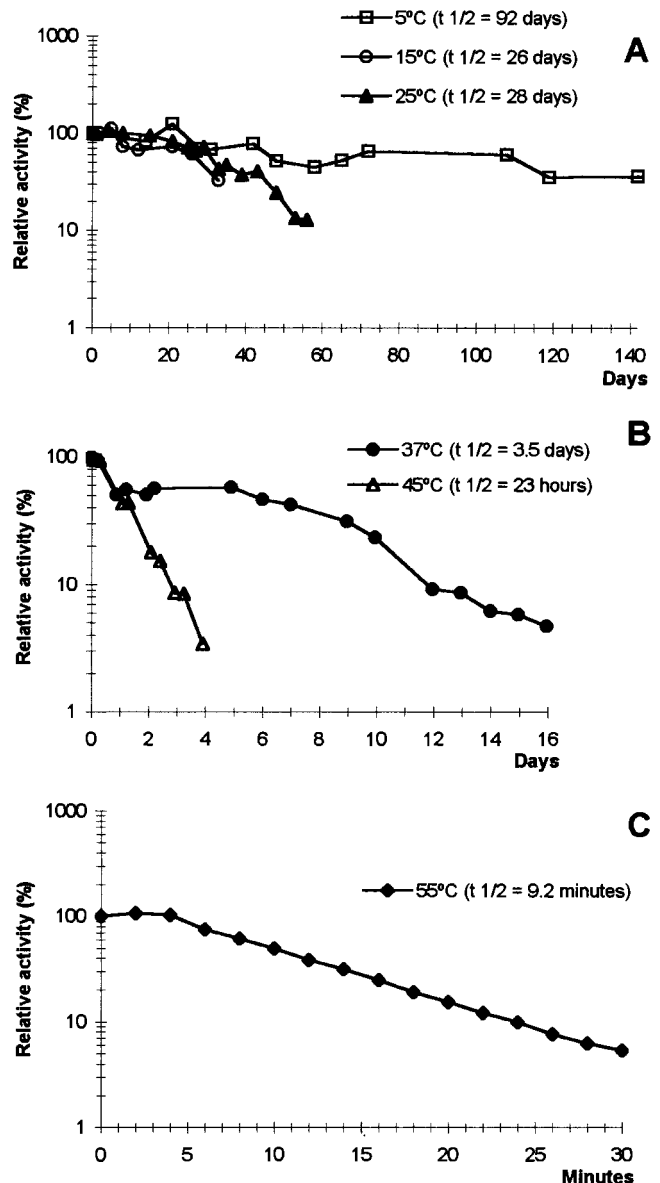 5ºC (t 1/2 = 92 days)
15ºC (t 1/2 = 26 days)
25ºC (t 1/2 = 28 days)
A
1000
100
10
1
Relative activity (%)
0 20 40 60 80 100 120 140
Days
B
37ºC (t 1/2 = 3.5 days)
45ºC (t 1/2 = 23 hours)
100
10
1
Relative activity (%)
0 2 4 6 8 10 12 14 16
Days
C
55ºC (t 1/2 = 9.2 minutes)
1000
100
10
1
Relative activity (%)
0 5 10 15 20 25 30
Minutes